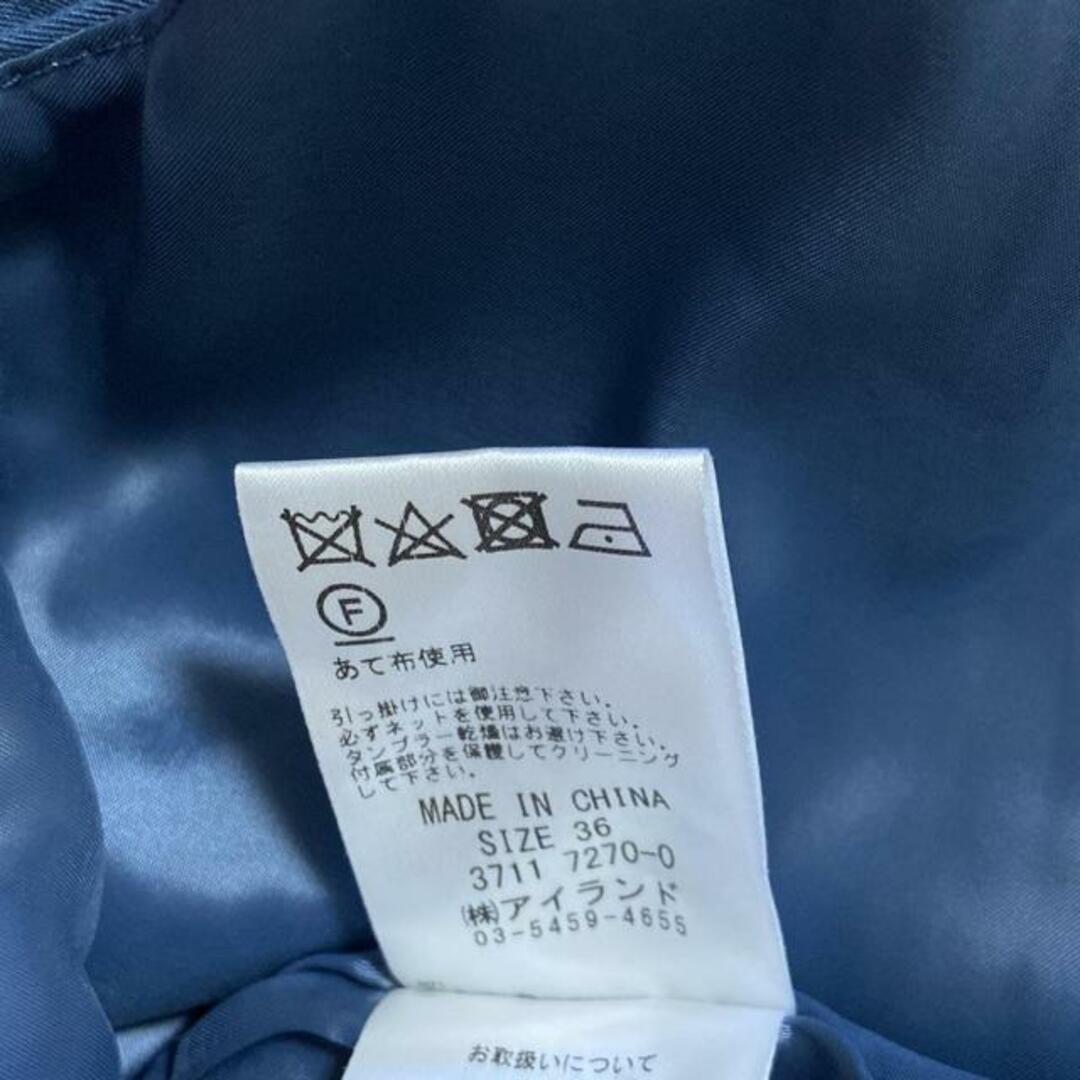 F
あて布使用
引っ掛けには御注意下さい。
必ずネットを使用して下さい。
タンブラー乾燥はお避け下さい。
付属部分を保護してクリーニング
して下さい。
MADE IN CHINA
SIZE 36
3711 7270-0
㈱アイランド
03-5459-4655
お取扱いについて